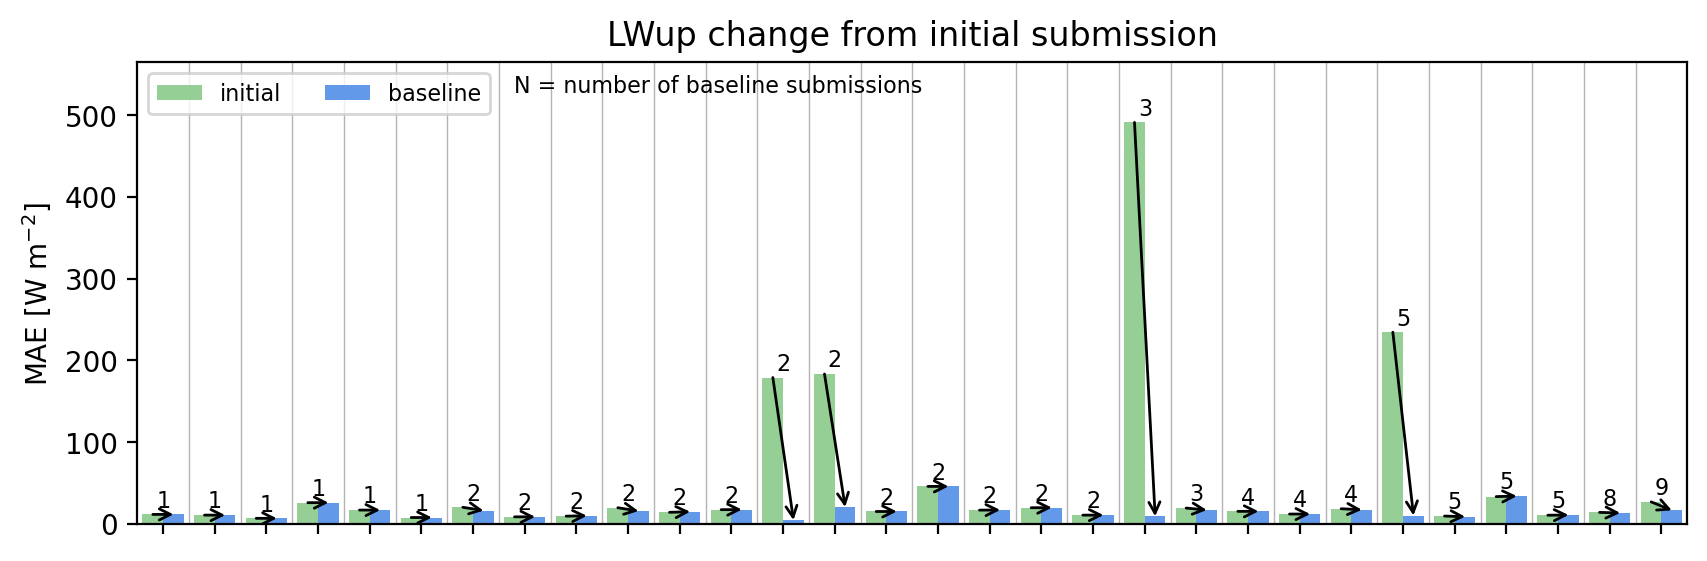 LWup change from initial submission
initial baseline N = number of baseline submissions
MAE [W m⁻²]
500
400
300
200
100
0
1 1 1 1 1 1 2 2 2 2 2 2 2 2 2 2 2 2 2 3 3 4 4 4 5 5 5 5 8 9